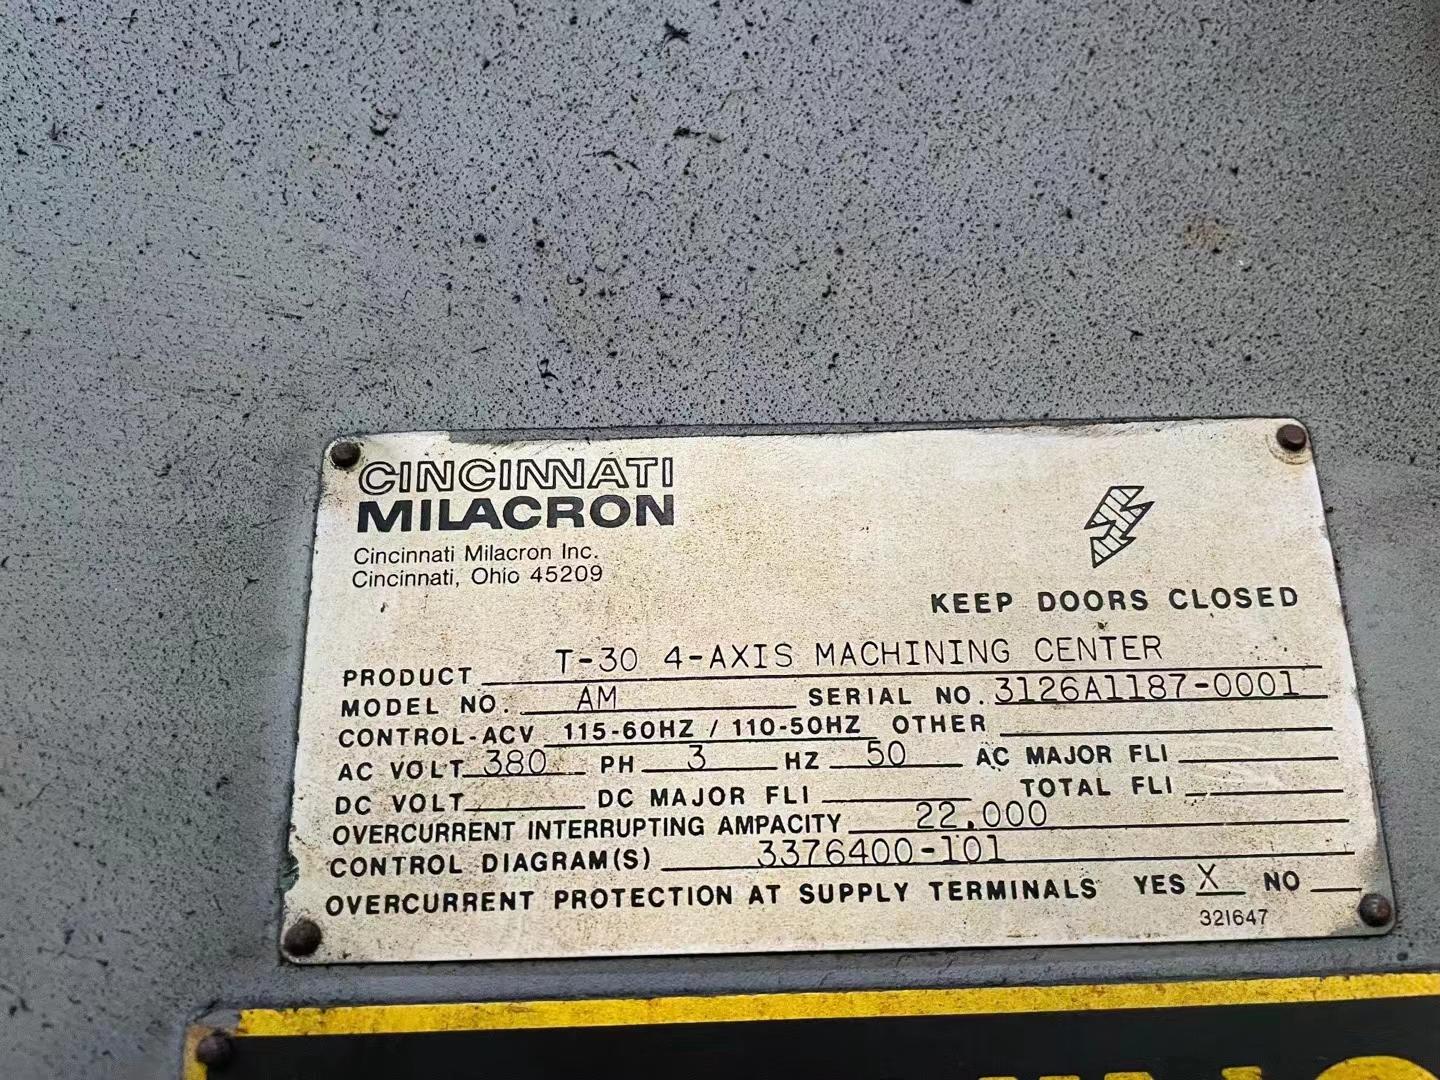 CINCINNATI
MILACRON
Cincinnati Milacron Inc.
Cincinnati, Ohio 45209
KEEP DOORS CLOSED
PRODUCT T-30 4-AXIS MACHINING CENTER
MODEL NO. AM SERIAL NO. 3126A1187-0001
CONTROL-ACV 115-60HZ / 110-50HZ OTHER
AC VOLT 380 PH 3 HZ 50 AC MAJOR FLI
DC VOLT DC MAJOR FLI TOTAL FLI
OVERCURRENT INTERRUPTING AMPACITY 22,000
CONTROL DIAGRAM(S) 3376400-101
OVERCURRENT PROTECTION AT SUPPLY TERMINALS YES X NO
321647